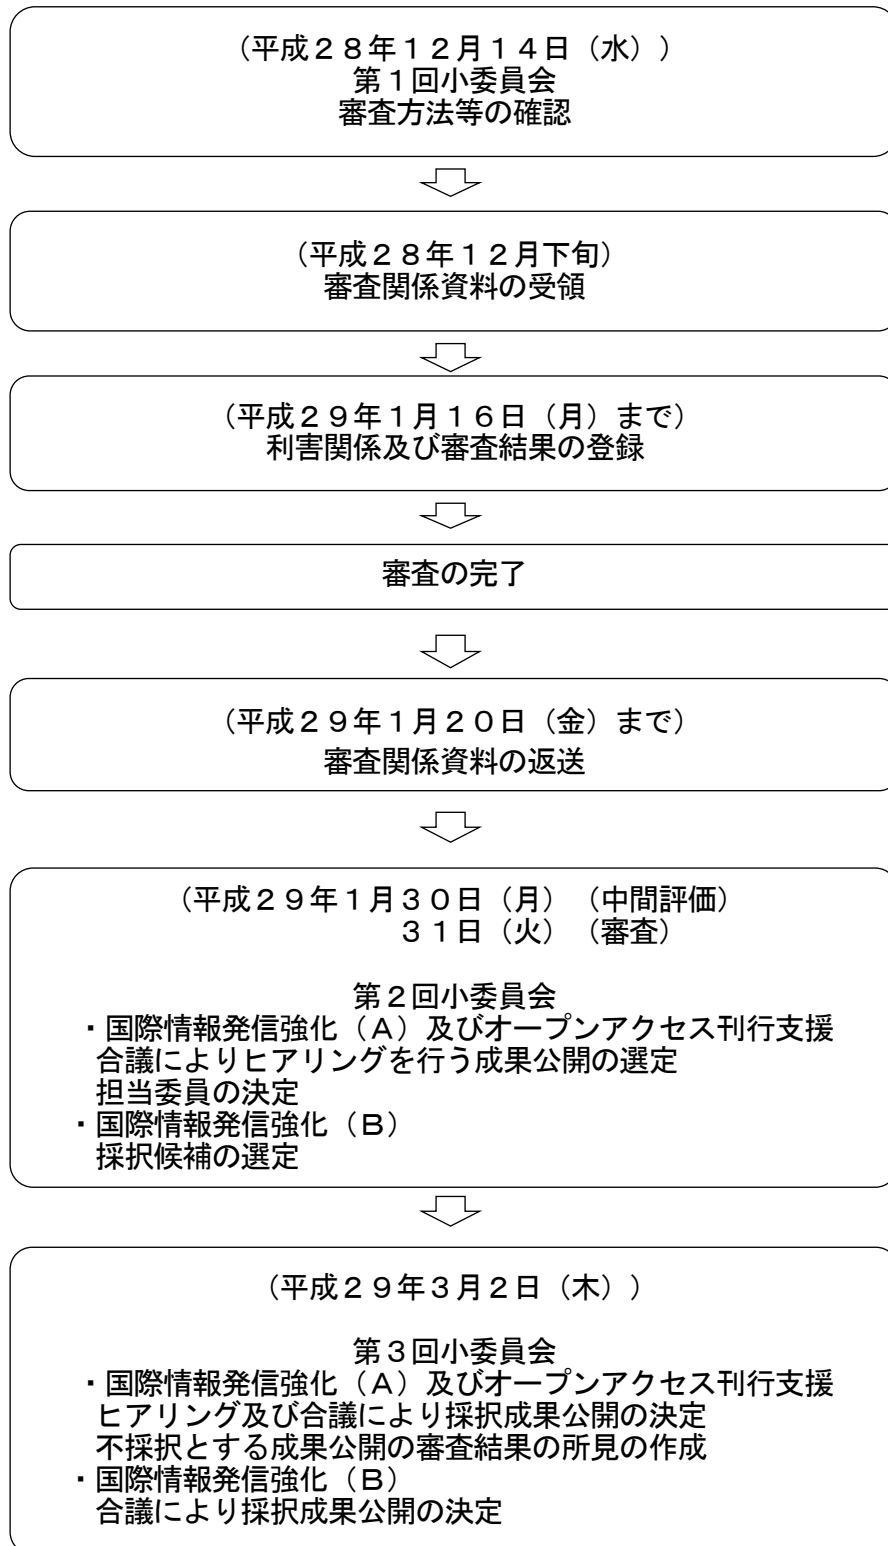 （平成２８年１２月１４日（水））
第１回小委員会
審査方法等の確認
（平成２８年１２月下旬）
審査関係資料の受領
（平成２９年１月１６日（月）まで）
利害関係及び審査結果の登録
審査の完了
（平成２９年１月２０日（金）まで）
審査関係資料の返送
（平成２９年１月３０日（月）（中間評価）
３１日（火）（審査）
第２回小委員会
・国際情報発信強化（Ａ）及びオープンアクセス刊行支援
合議によりヒアリングを行う成果公開の選定
担当委員の決定
・国際情報発信強化（Ｂ）
採択候補の選定
（平成２９年３月２日（木））
第３回小委員会
・国際情報発信強化（Ａ）及びオープンアクセス刊行支援
ヒアリング及び合議により採択成果公開の決定
不採択とする成果公開の審査結果の所見の作成
・国際情報発信強化（Ｂ）
合議により採択成果公開の決定